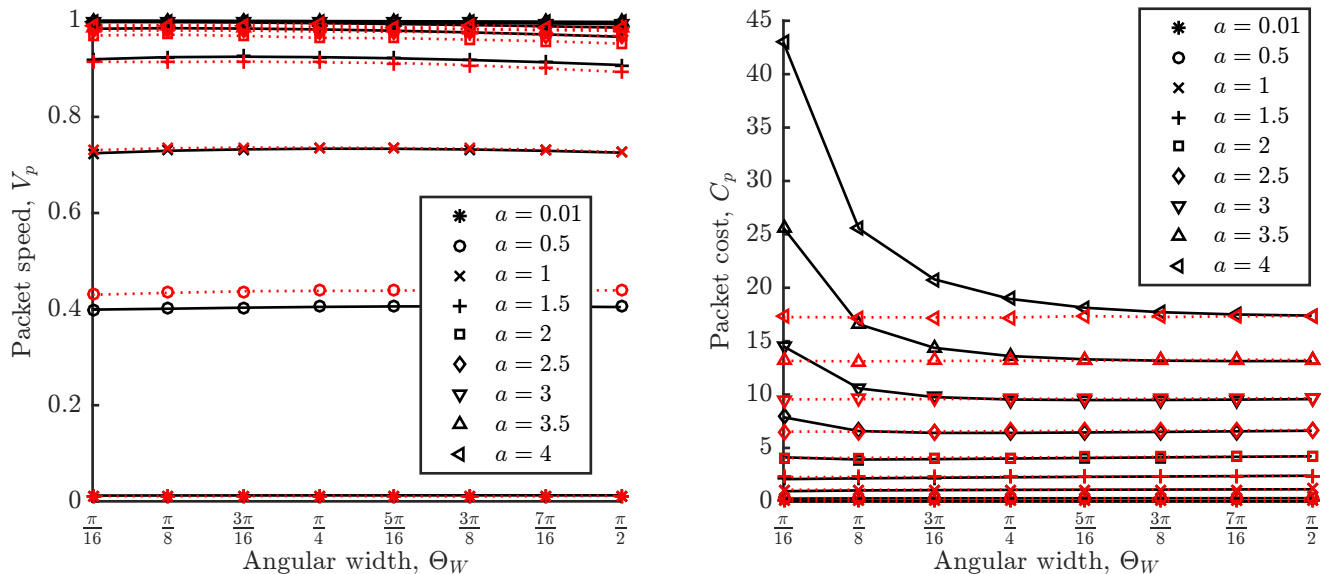 Packet speed, V_p
1
0.8
0.6
0.4
0.2
0
π/16
π/8
3π/16
π/4
5π/16
3π/8
7π/16
π/2
Angular width, Θ_W
a = 0.01
a = 0.5
a = 1
a = 1.5
a = 2
a = 2.5
a = 3
a = 3.5
a = 4
Packet cost, C_p
45
40
35
30
25
20
15
10
5
0
π/16
π/8
3π/16
π/4
5π/16
3π/8
7π/16
π/2
Angular width, Θ_W
a = 0.01
a = 0.5
a = 1
a = 1.5
a = 2
a = 2.5
a = 3
a = 3.5
a = 4